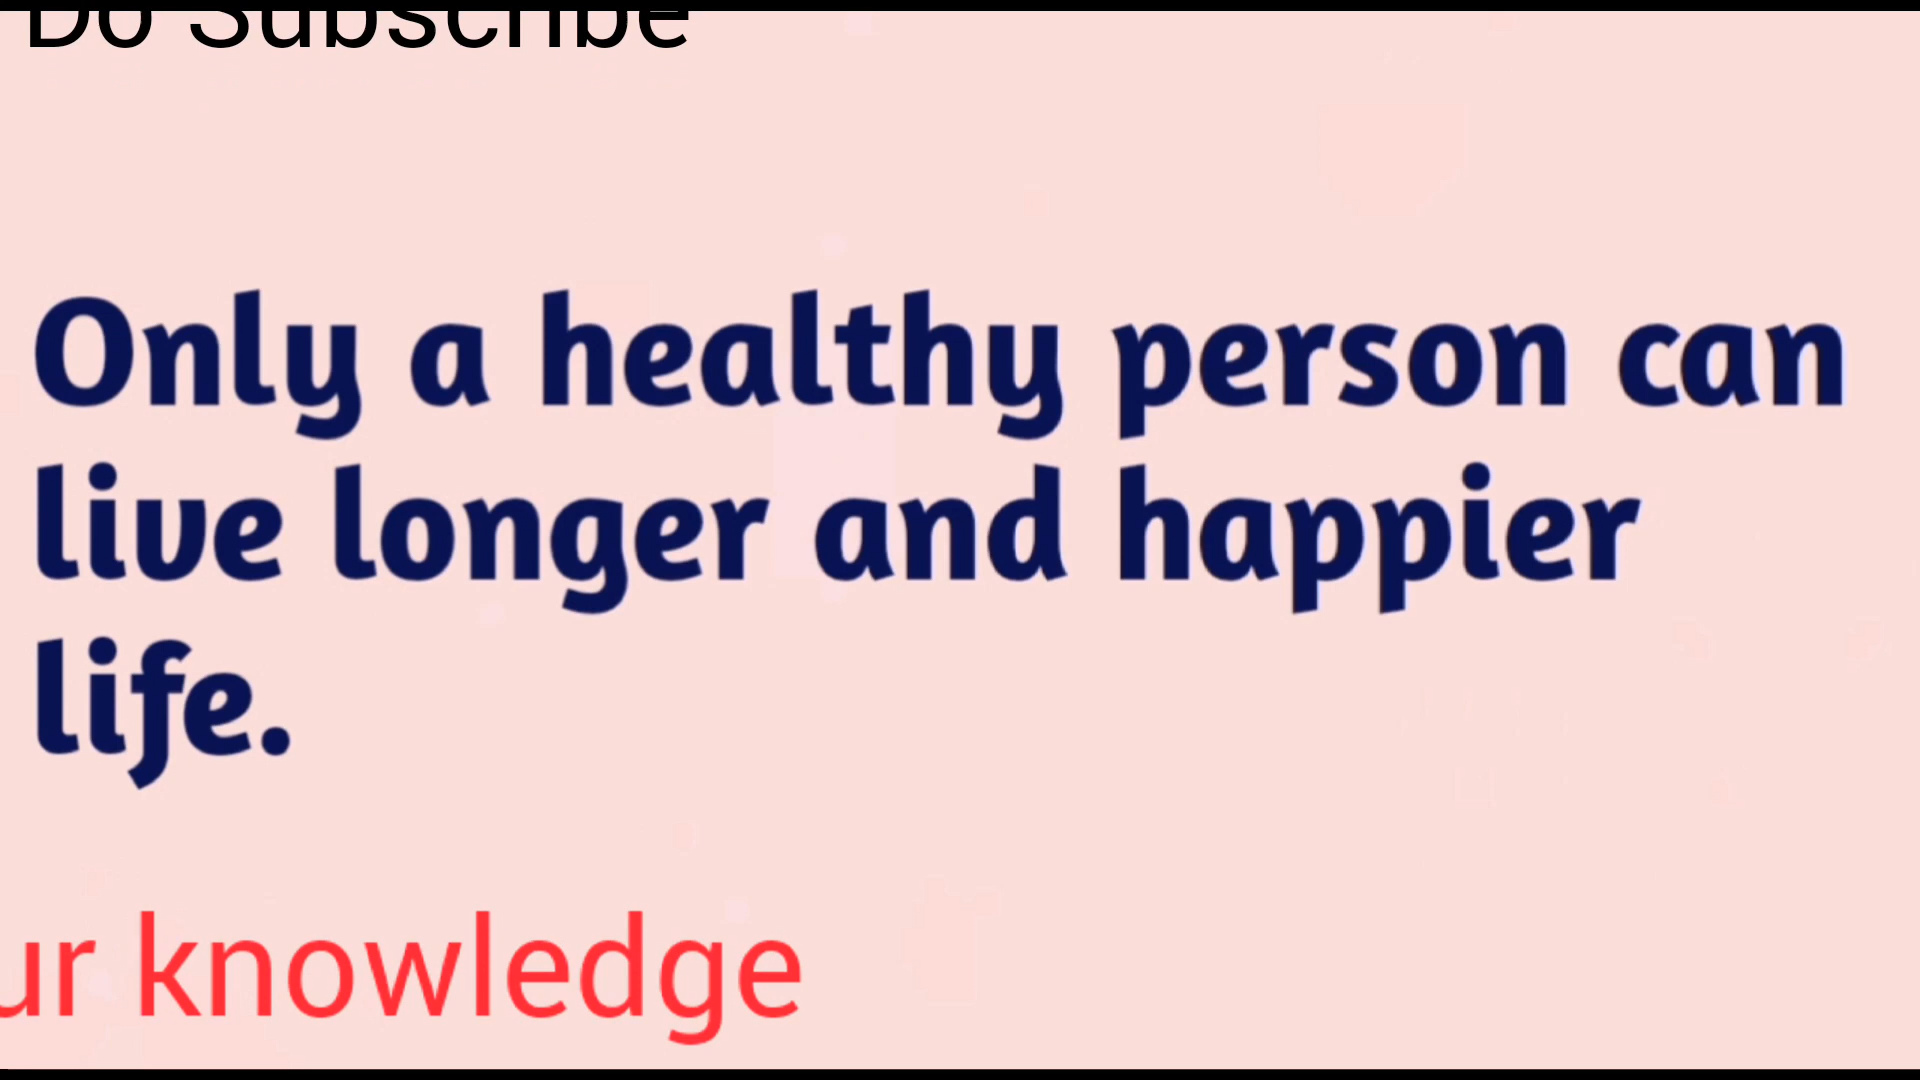 Do Subscribe
Only a healthy person can
live longer and happier
life.
ur knowledge